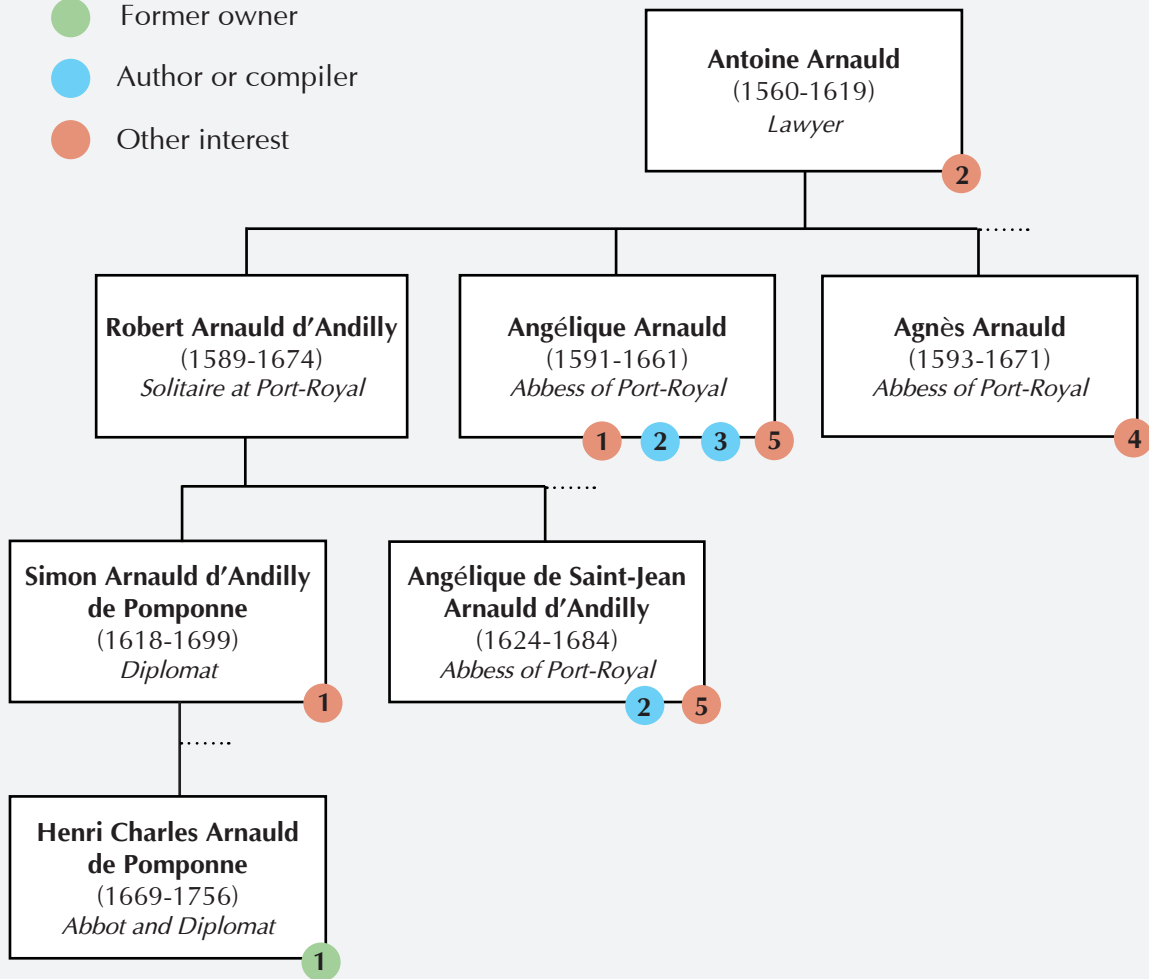 Former owner
Author or compiler
Other interest
Antoine Arnauld
(1560-1619)
Lawyer
2
Robert Arnauld d’Andilly
(1589-1674)
Solitaire at Port-Royal
Angélique Arnauld
(1591-1661)
Abbess of Port-Royal
1 2 3 5
Agnès Arnauld
(1593-1671)
Abbess of Port-Royal
4
Simon Arnauld d’Andilly
de Pomponne
(1618-1699)
Diplomat
1
Angélique de Saint-Jean
Arnauld d’Andilly
(1624-1684)
Abbess of Port-Royal
2 5
Henri Charles Arnauld
de Pomponne
(1669-1756)
Abbot and Diplomat
1